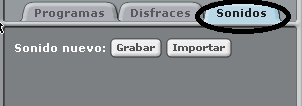 Programas Disfraces Sonidos
Sonido nuevo: Grabar Importar